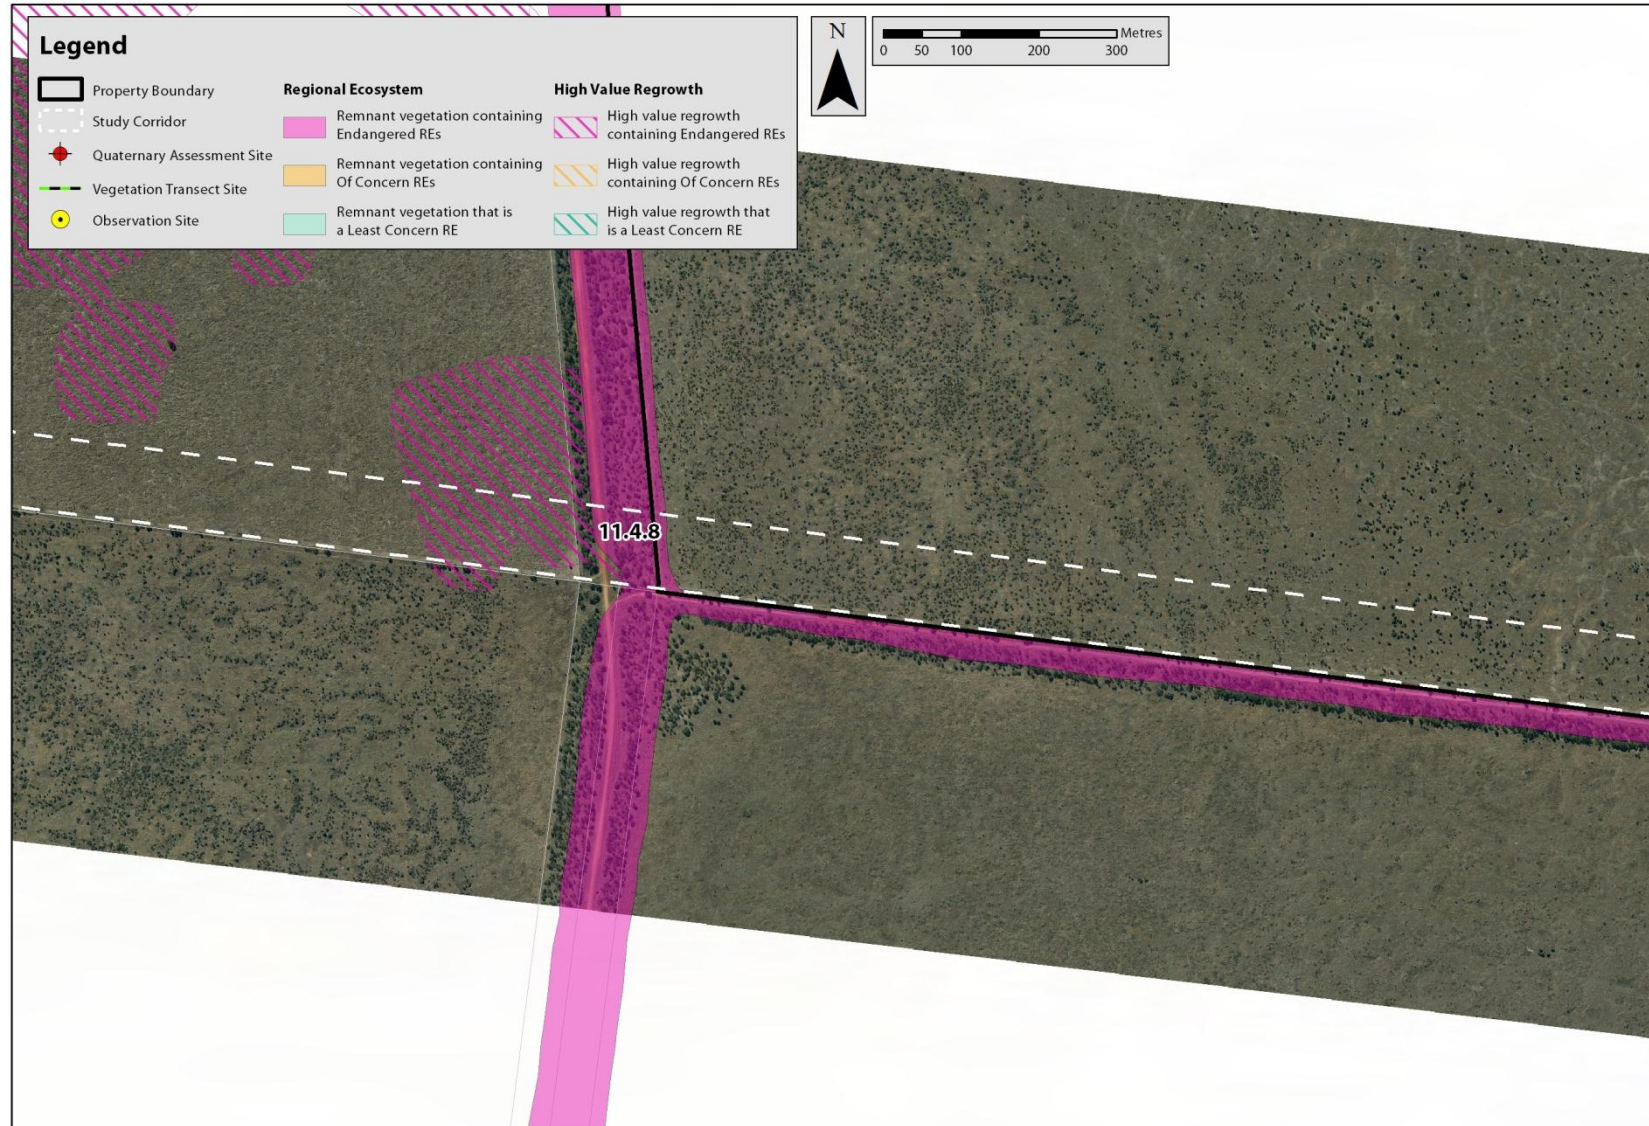 Legend
Property Boundary
Study Corridor
Quaternary Assessment Site
Vegetation Transect Site
Observation Site
Regional Ecosystem
Remnant vegetation containing
Endangered REs
Remnant vegetation containing
Of Concern REs
Remnant vegetation that is
a Least Concern RE
High Value Regrowth
High value regrowth
containing Endangered REs
High value regrowth
containing Of Concern REs
High value regrowth that
is a Least Concern RE
N
Metres
0 50 100 200 300
11.4.8